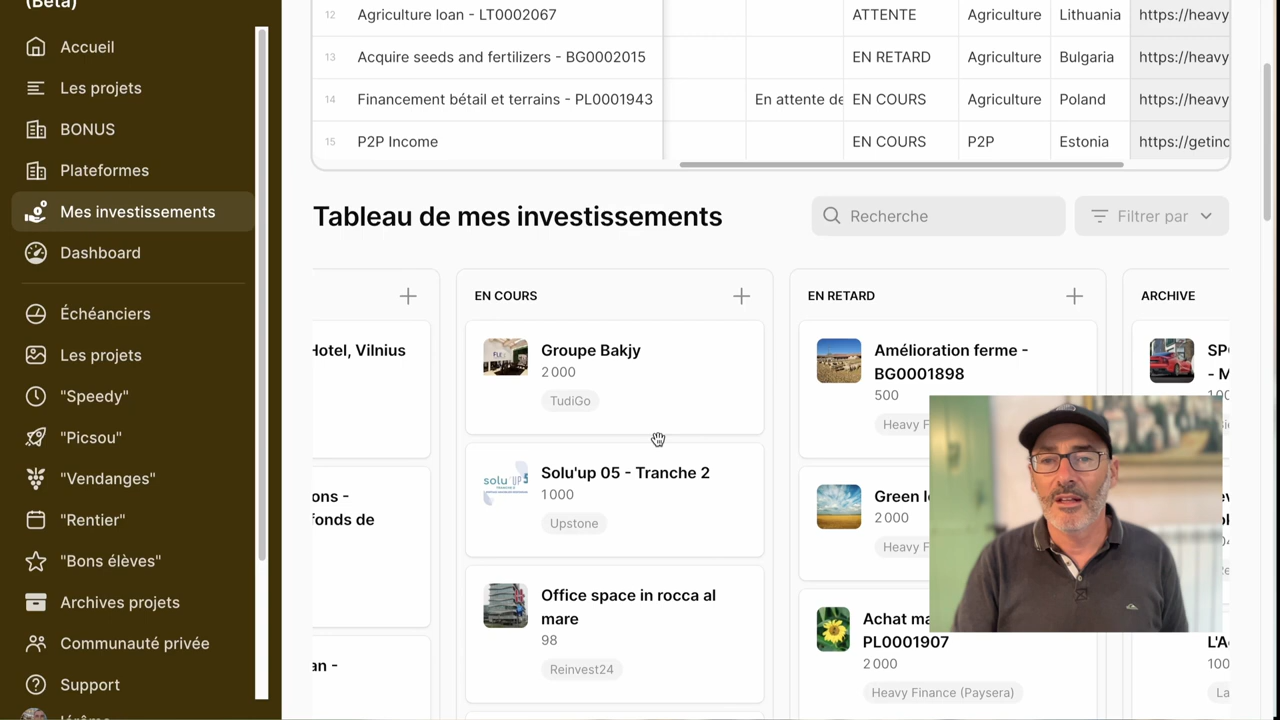 (Beta)
Accueil
Les projets
BONUS
Plateformes
Mes investissements
Dashboard
Échéanciers
Les projets
"Speedy"
"Picsou"
"Vendanges"
"Rentier"
"Bons élèves"
Archives projets
Communauté privée
Support
12 Agriculture loan - LT0002067 ATTENTE Agriculture Lithuania https://heavy
13 Acquire seeds and fertilizers - BG0002015 EN RETARD Agriculture Bulgaria https://heavy
14 Financement bétail et terrains - PL0001943 En attente de EN COURS Agriculture Poland https://heavy
15 P2P Income EN COURS P2P Estonia https://getinc
Tableau de mes investissements
Recherche
Filtrer par
Hotel, Vilnius
ons -
fonds de
an -
EN COURS
Groupe Bakjy
2 000
TudiGo
Solu'up 05 - Tranche 2
1 000
Upstone
Office space in rocca al
mare
98
Reinvest24
EN RETARD
Amélioration ferme -
BG0001898
500
Heavy F
Green l
2 000
Heavy F
Achat ma
PL0001907
2 000
Heavy Finance (Paysera)
ARCHIVE
- M
L'A
100
La